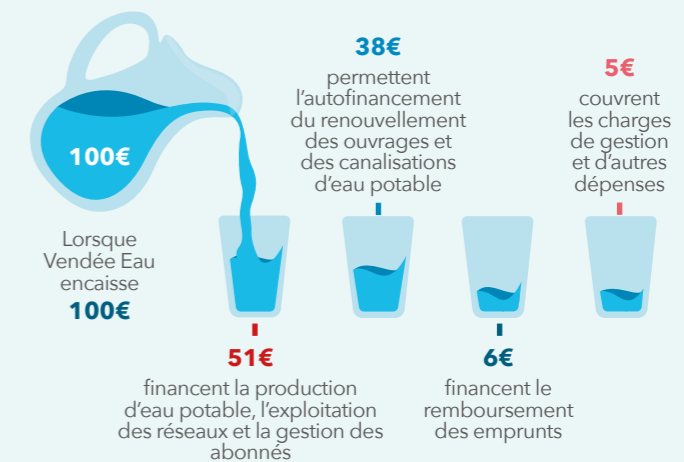 100€
Lorsque
Vendée Eau
encaisse
100€
51€
financent la production
d'eau potable, l'exploitation
des réseaux et la gestion des
abonnés
38€
permettent
l'autofinancement
du renouvellement
des ouvrages et
des canalisations
d'eau potable
6€
financent le
remboursement
des emprunts
5€
couvrent
les charges
de gestion
et d'autres
dépenses